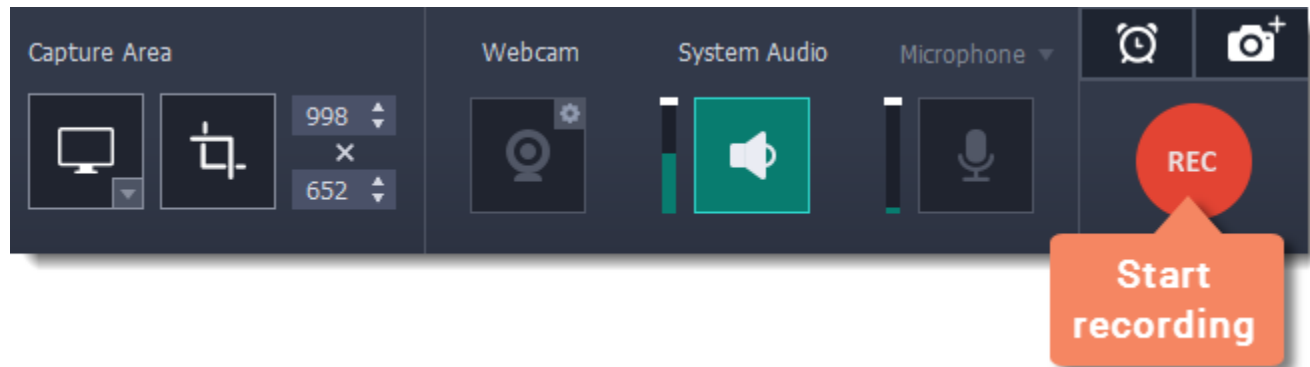 Capture Area
998
×
652
Webcam
System Audio
Microphone
REC
Start
recording